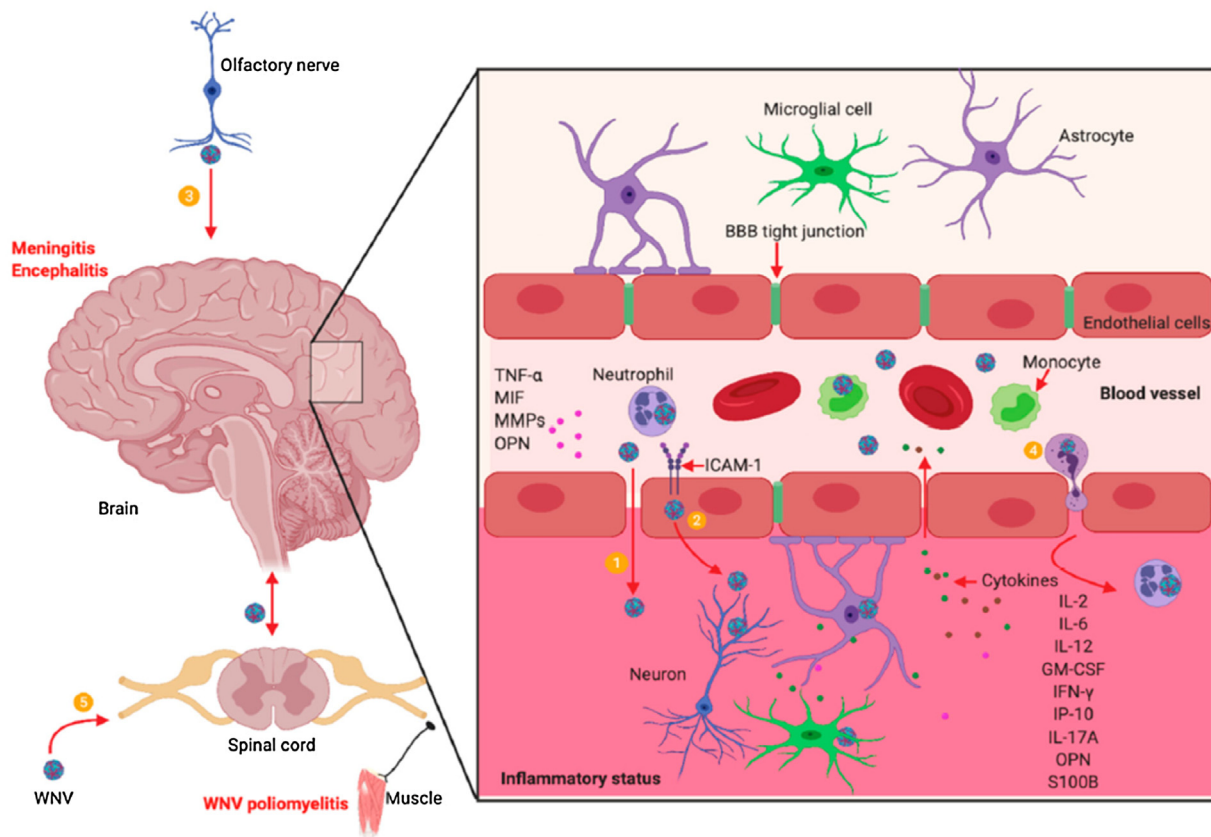 Olfactory nerve
3
Meningitis
Encephalitis
Brain
5
Spinal cord
WNV
WNV poliomyelitis
Muscle
Microglial cell
Astrocyte
BBB tight junction
Endothelial cells
TNF-α
MIF
MMPs
OPN
Neutrophil
Monocyte
Blood vessel
ICAM-1
4
2
1
Cytokines
IL-2
IL-6
IL-12
GM-CSF
IFN-γ
IP-10
IL-17A
OPN
S100B
Neuron
Inflammatory status